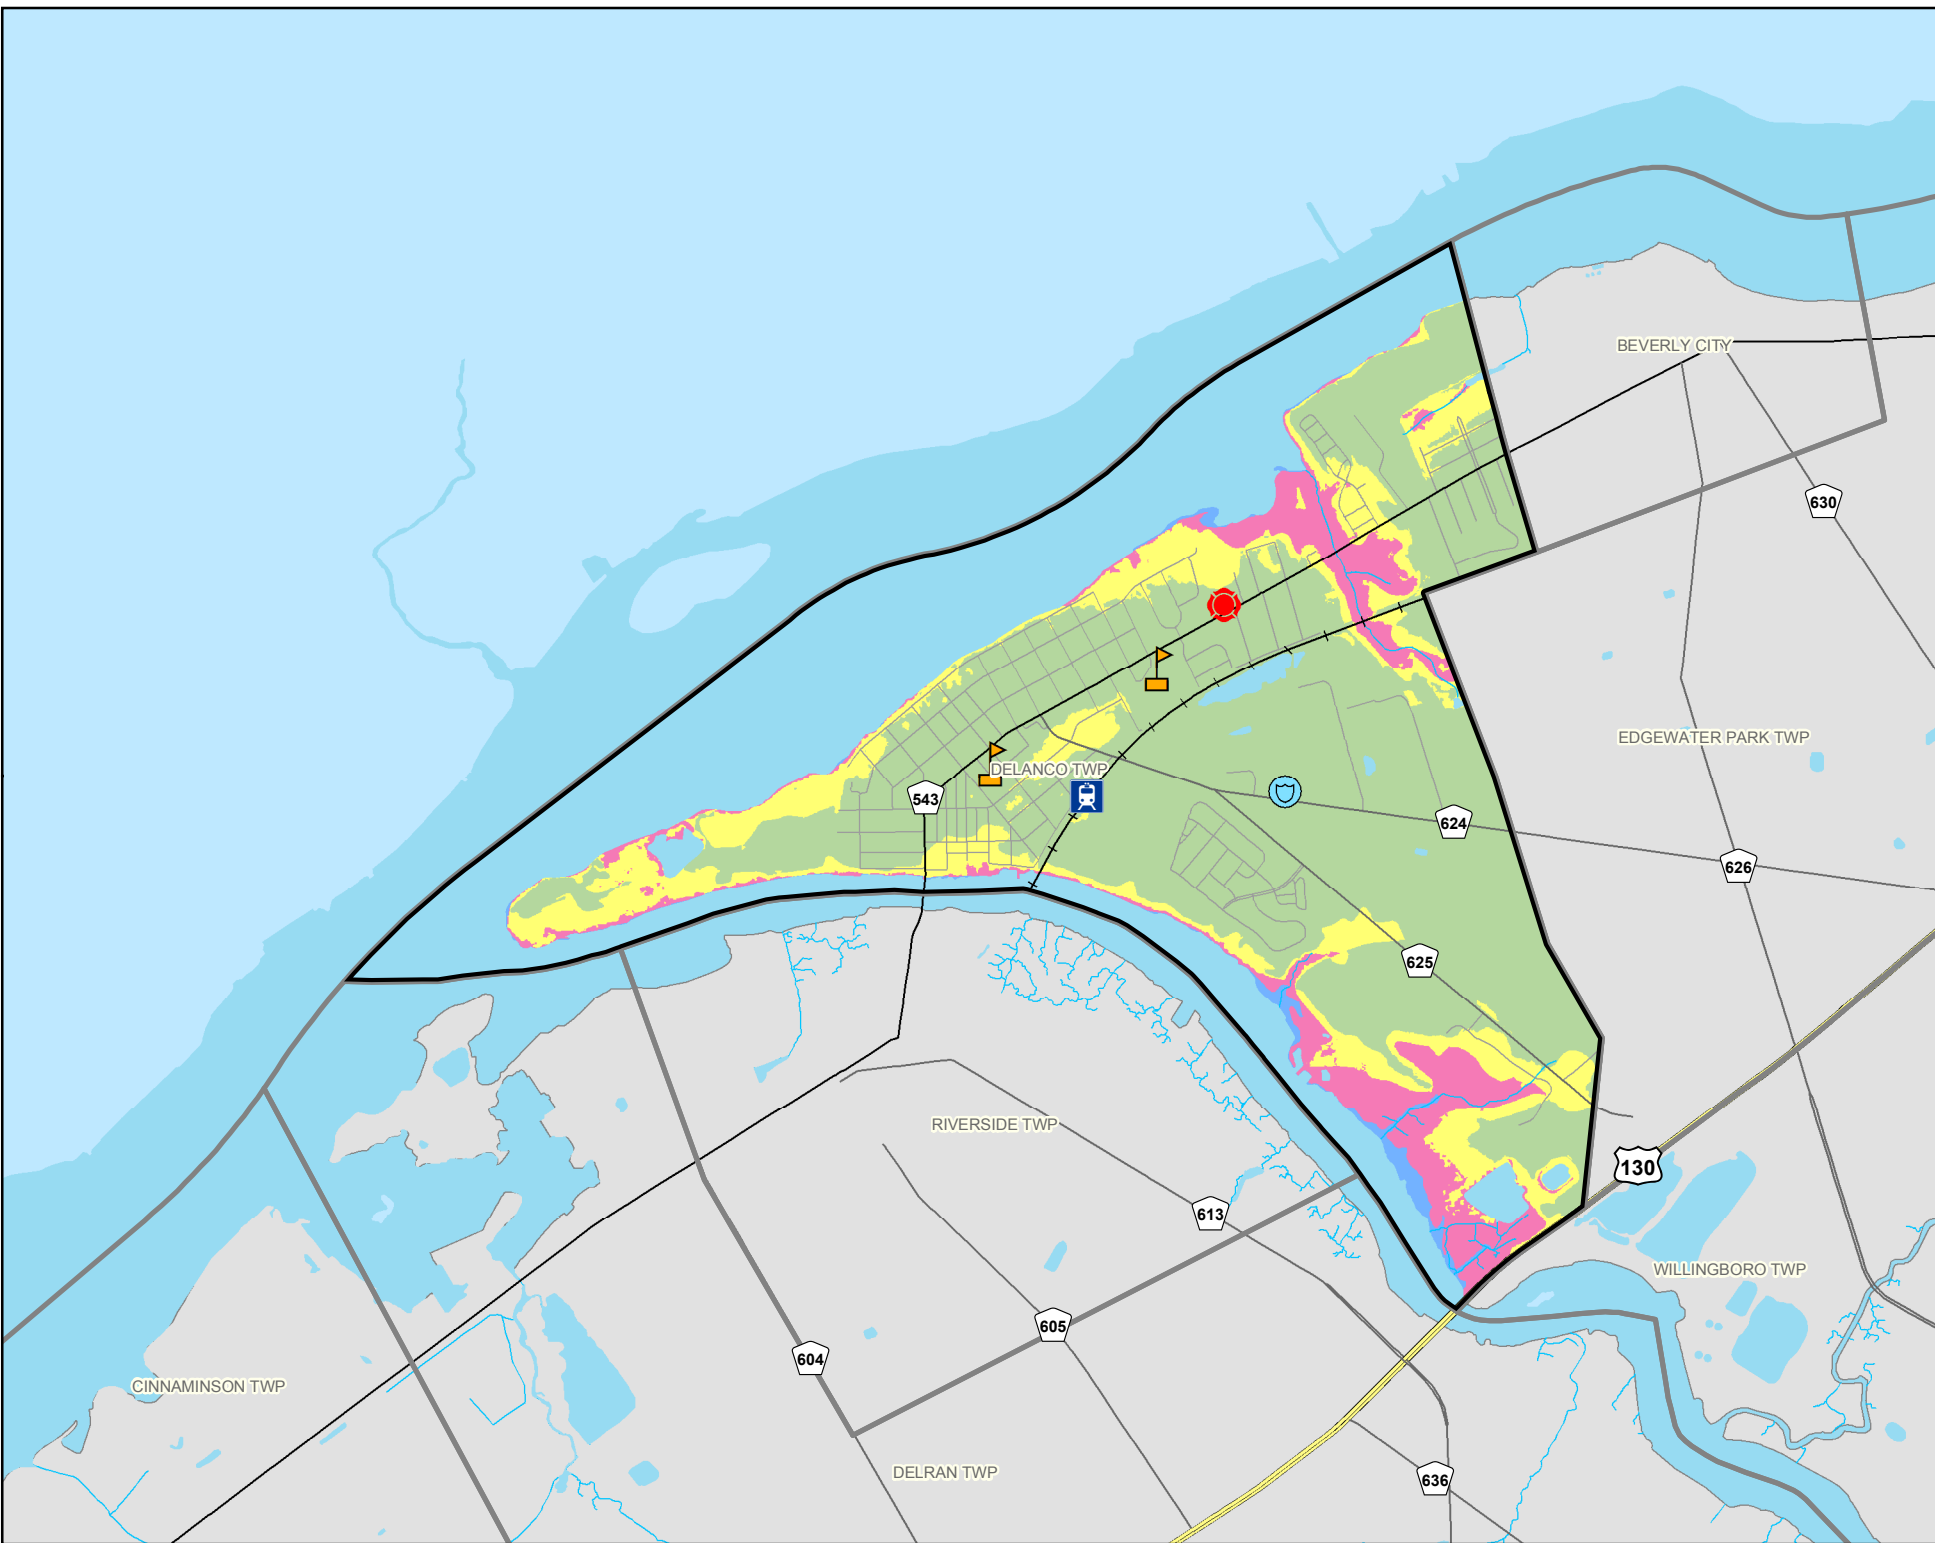 BEVERLY CITY
630
EDGEWATER PARK TWP
DELANCO TWP
543
624
626
625
RIVERSIDE TWP
130
613
WILLINGBORO TWP
605
604
CINNAMINSON TWP
DELRAN TWP
636